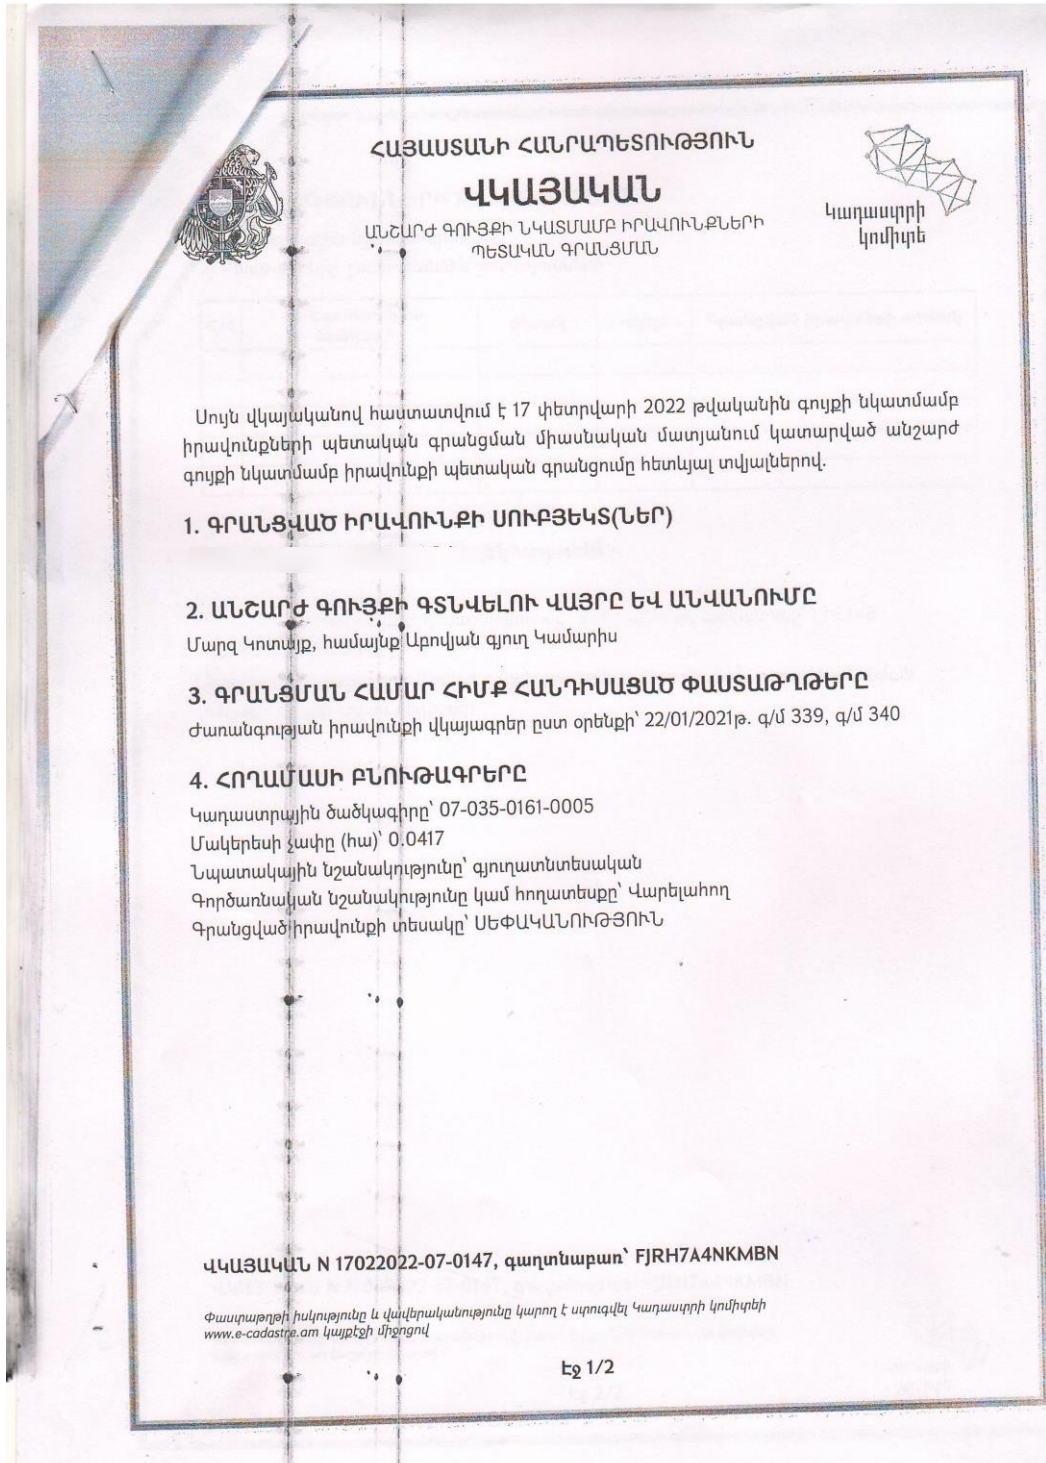 ՀԱՅԱՍՏԱՆԻ ՀԱՆՐԱՊԵՏՈՒԹՅՈՒՆ
ՎԿԱՅԱԿԱՆ
ԱՆՇԱՐԺ ԳՈՒՅՔԻ ՆԿԱՏՄԱՄԲ ԻՐԱՎՈՒՆՔՆԵՐԻ
ՊԵՏԱԿԱՆ ԳՐԱՆՑՄԱՆ
Կադաստրի
կոմիտե
Սույն վկայականով հաստատվում է 17 փետրվարի 2022 թվականին գույքի նկատմամբ
իրավունքների պետական գրանցման միասնական մատյանում կատարված անշարժ
գույքի նկատմամբ իրավունքի պետական գրանցումը հետևյալ տվյալներով.
1. ԳՐԱՆՑՎԱԾ ԻՐԱՎՈՒՆՔԻ ՍՈՒԲՅԵԿՏ(ՆԵՐ)
2. ԱՆՇԱՐԺ ԳՈՒՅՔԻ ԳՏՆՎԵԼՈՒ ՎԱՅՐԸ ԵՎ ԱՆՎԱՆՈՒՄԸ
Մարզ Կոտայք, համայնք Աբովյան գյուղ Կամարիս
3. ԳՐԱՆՑՄԱՆ ՀԱՄԱՐ ՀԻՄՔ ՀԱՆԴԻՍԱՑԱԾ ՓԱՍՏԱԹՂԹԵՐԸ
Ժառանգության իրավունքի վկայագրեր ըստ օրենքի՝ 22/01/2021թ. գ/մ 339, գ/մ 340
4. ՀՈՂԱՄԱՍԻ ԲՆՈՒԹԱԳՐԵՐԸ
Կադաստրային ծածկագիրը՝ 07-035-0161-0005
Մակերեսի չափը (հա)՝ 0.0417
Նպատակային նշանակությունը՝ գյուղատնտեսական
Գործառնական նշանակությունը կամ հողատեսքը՝ Վարելահող
Գրանցված իրավունքի տեսակը՝ ՍԵՓԱԿԱՆՈՒԹՅՈՒՆ
ՎԿԱՅԱԿԱՆ N 17022022-07-0147, գաղտնաբառ՝ FJRH7A4NKMBN
Փաստաթղթի իսկությունը և վավերականությունը կարող է ստուգվել Կադաստրի կոմիտեի
www.e-cadastre.am կայքէջի միջոցով
Էջ 1/2